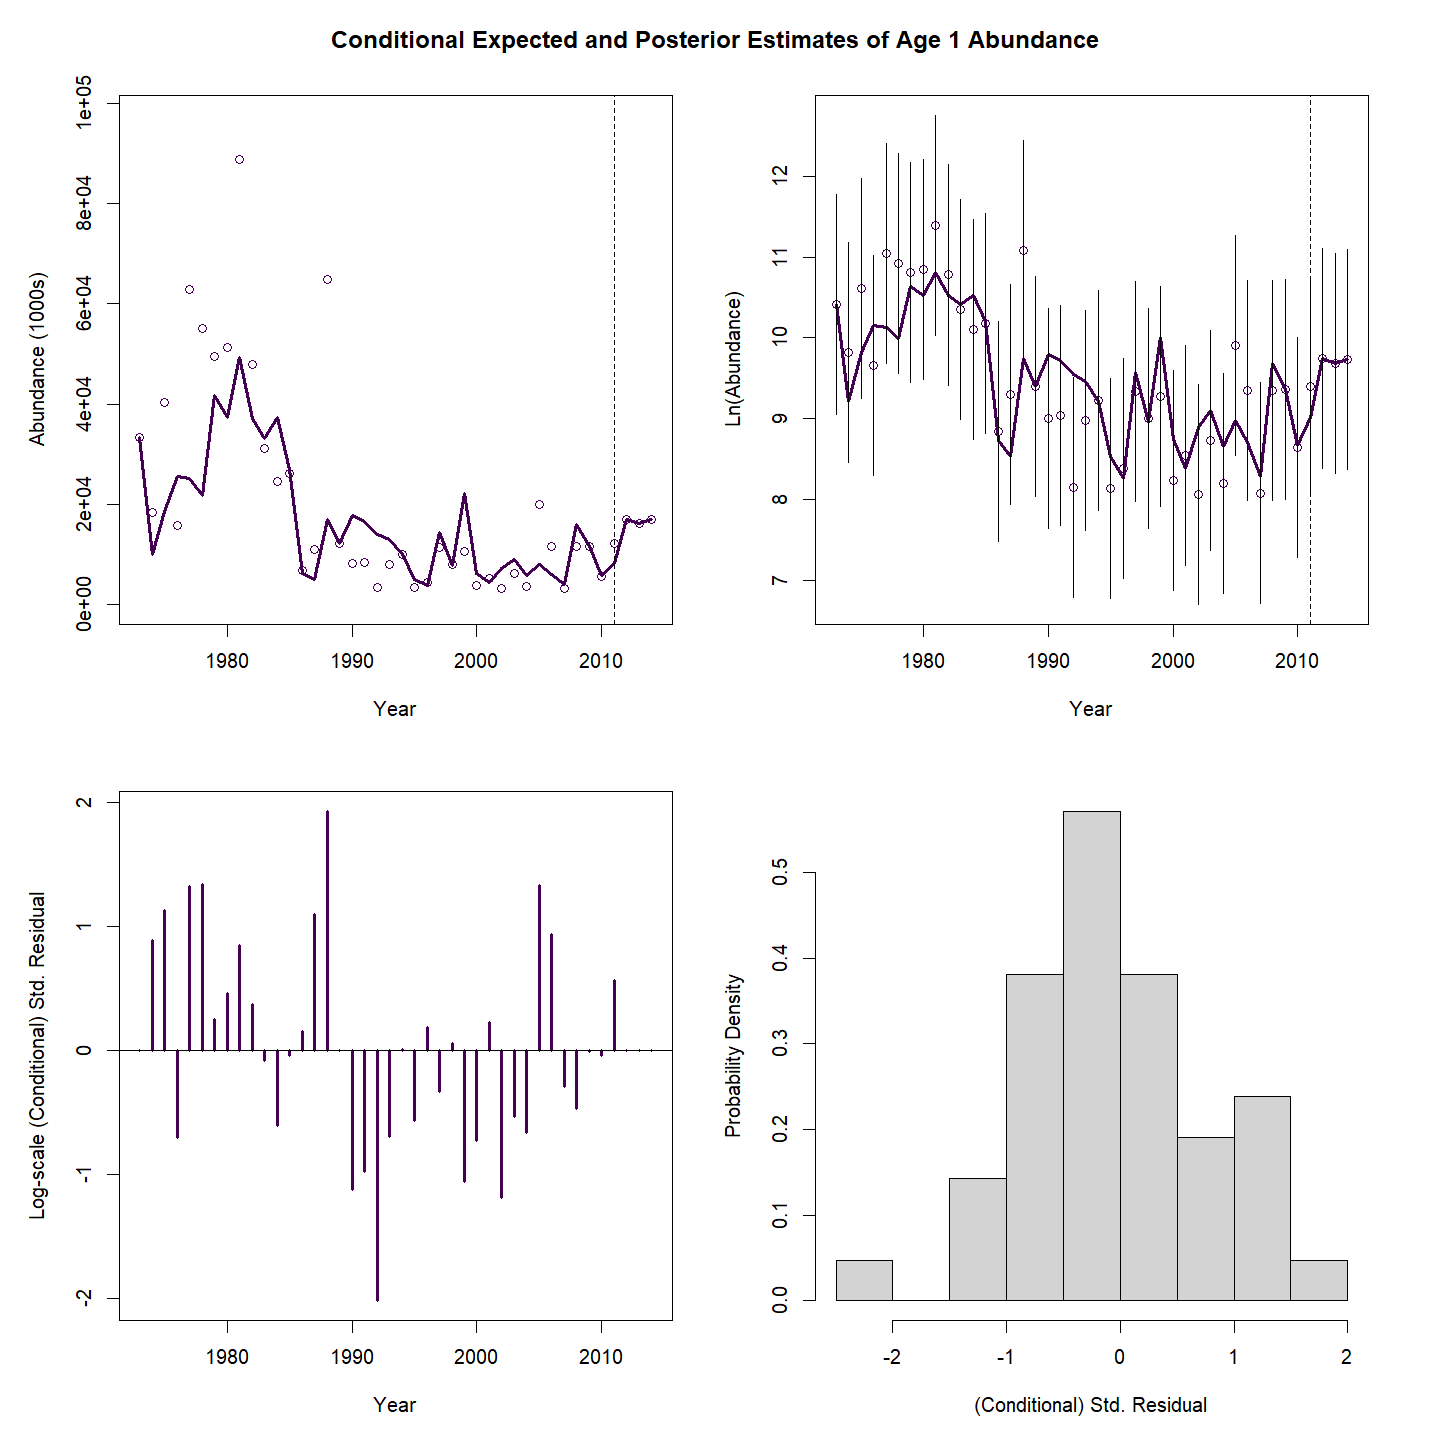 Conditional Expected and Posterior Estimates of Age 1 Abundance
Abundance (1000s)
0e+00 2e+04 4e+04 6e+04 8e+04 1e+05
1980 1990 2000 2010
Year
Ln(Abundance)
7 8 9 10 11 12
1980 1990 2000 2010
Year
Log-scale (Conditional) Std. Residual
-2 -1 0 1 2
1980 1990 2000 2010
Year
Probability Density
0.0 0.1 0.2 0.3 0.4 0.5
-2 -1 0 1 2
(Conditional) Std. Residual